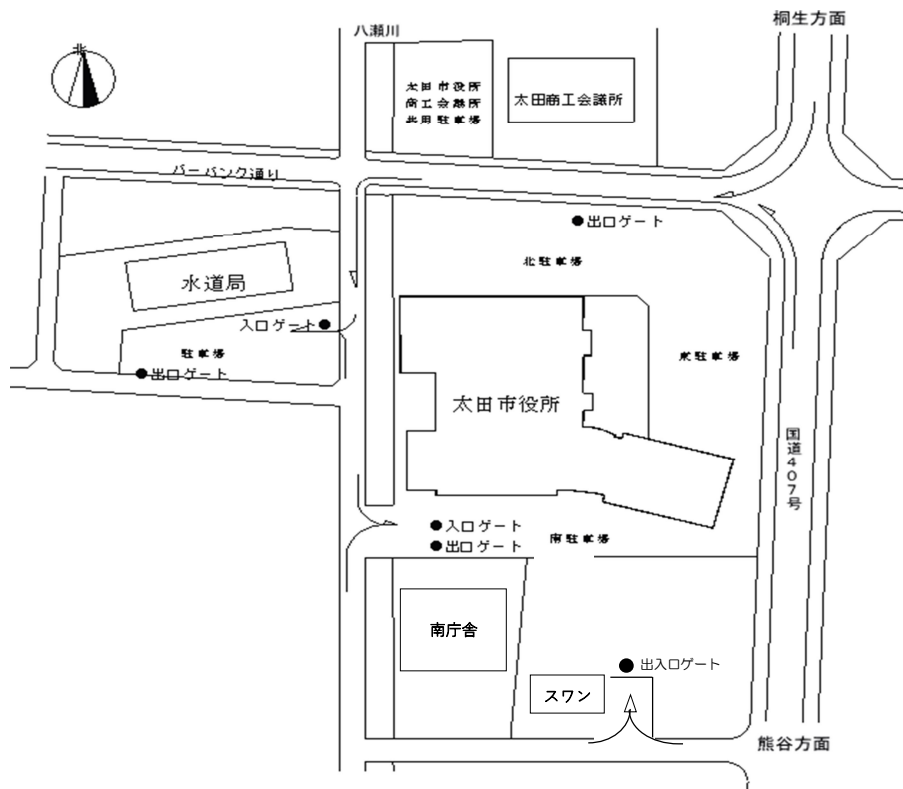 八瀬川
桐生方面
北
太田市役所
商工会議所
共用駐車場
太田商工会議所
バーバンク通り
出口ゲート
北駐車場
水道局
入口ゲート
駐車場
出口ゲート
東駐車場
太田市役所
国道407号
入口ゲート
出口ゲート
南駐車場
南庁舎
出入口ゲート
スワン
熊谷方面